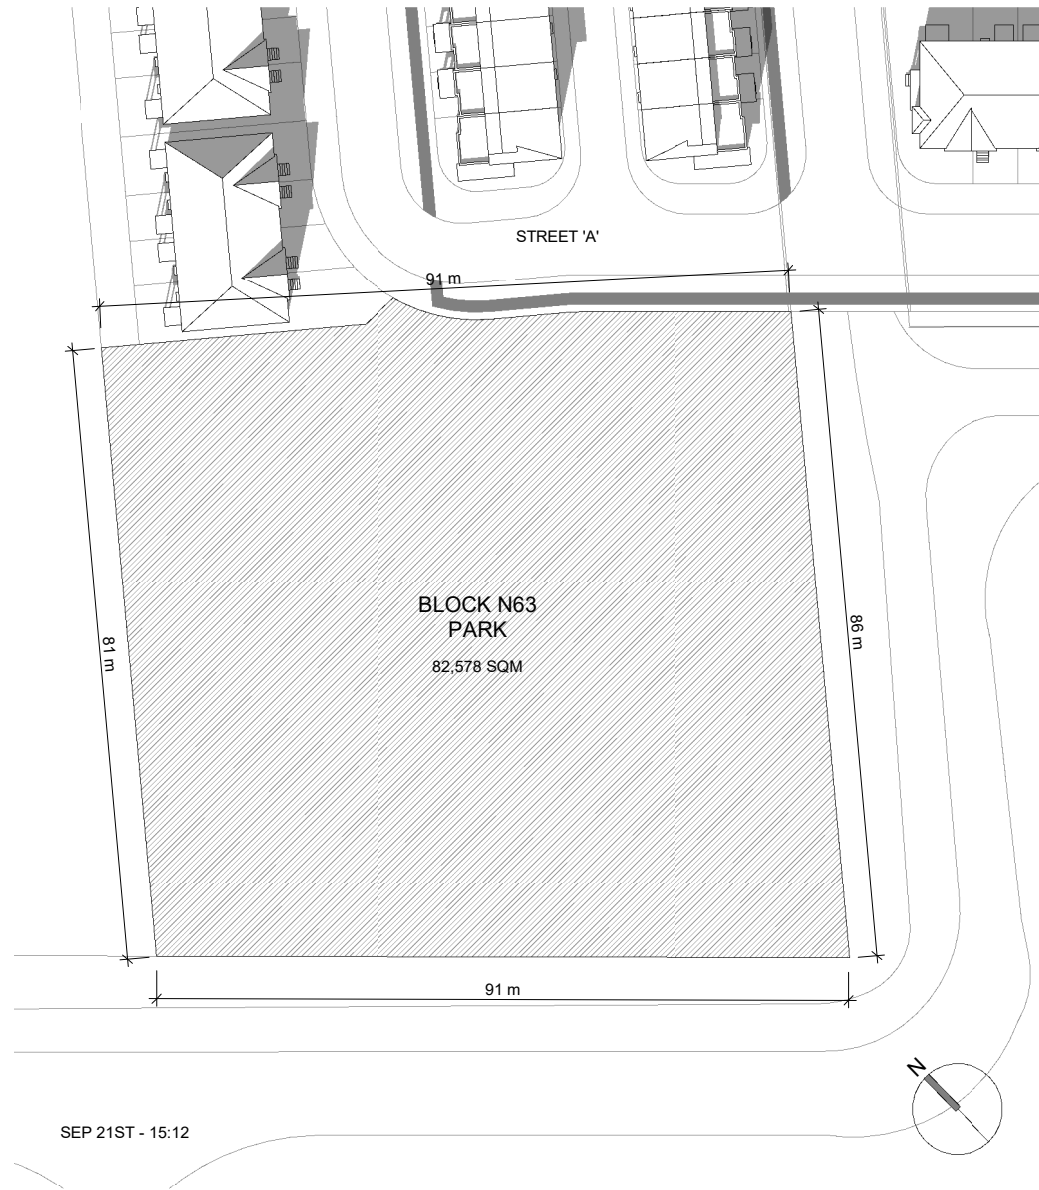 STREET 'A'
91 m
81 m
86 m
BLOCK N63
PARK
82,578 SQM
91 m
N
SEP 21ST - 15:12